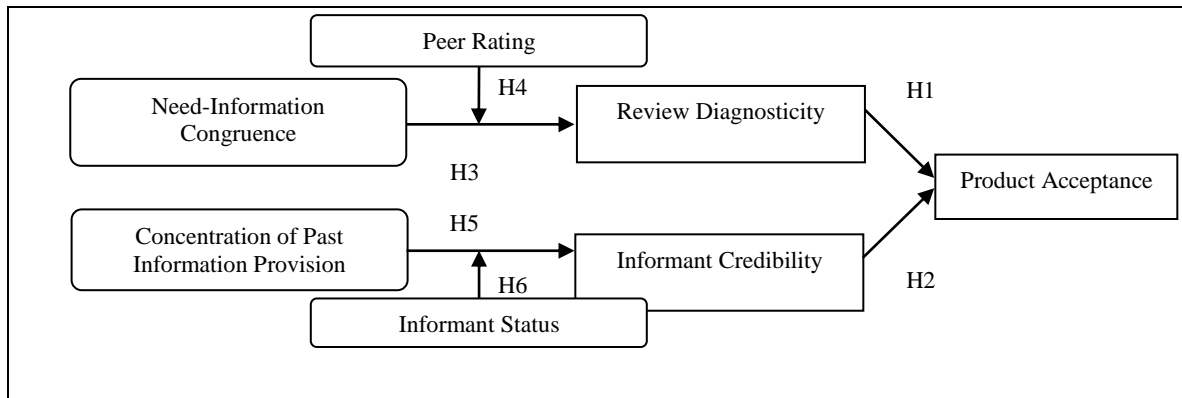 Peer Rating
H4
H1
Need-Information
Congruence
Review Diagnosticity
H3
Product Acceptance
H5
Concentration of Past
Information Provision
Informant Credibility
H6
H2
Informant Status